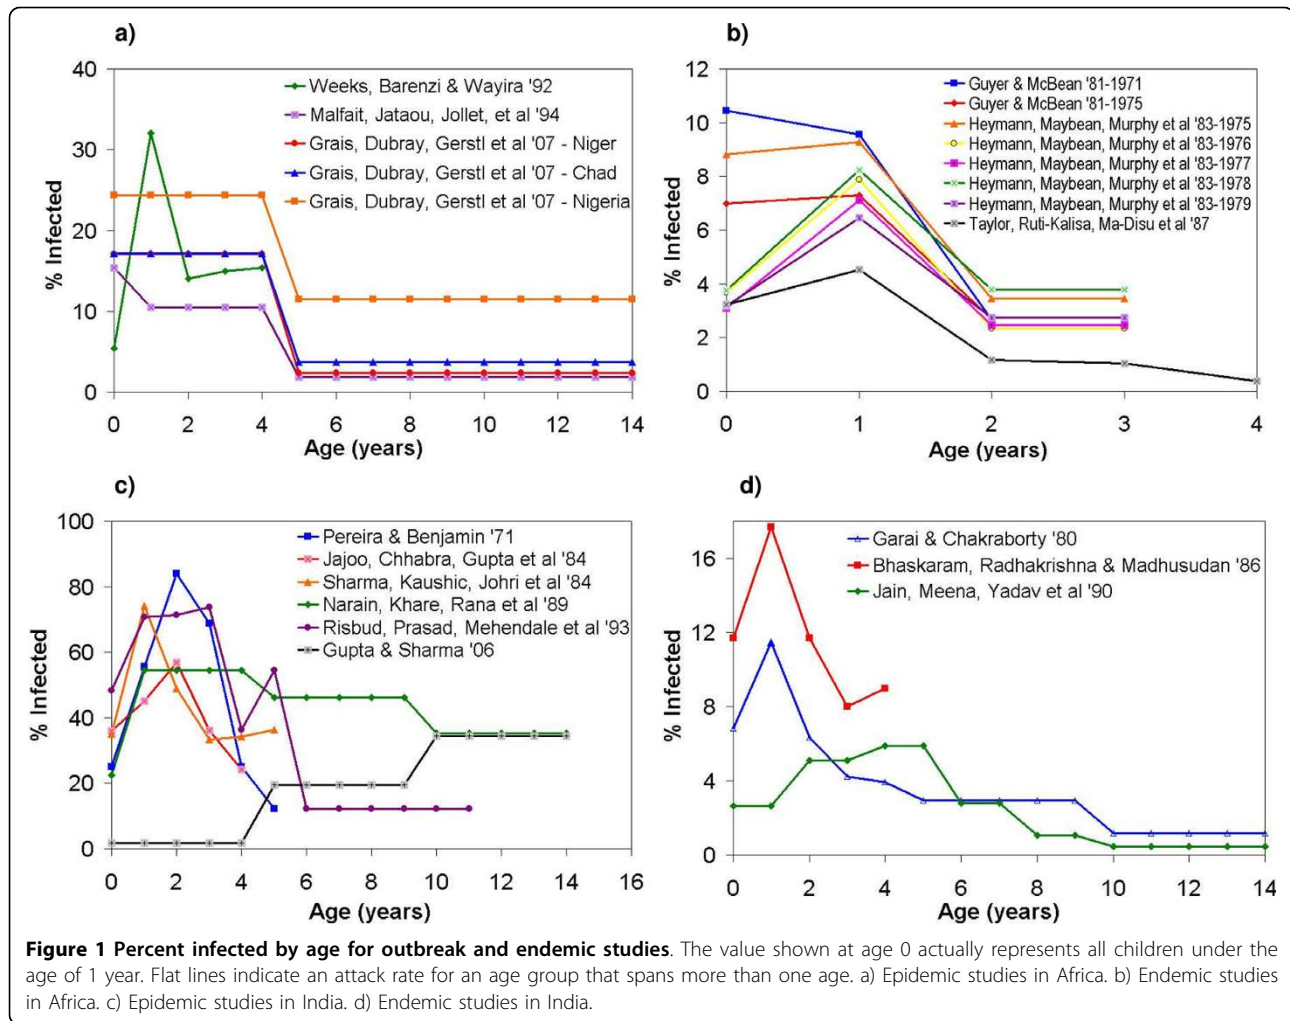 a)
40
30
20
10
0
% Infected
Weeks, Barenzi & Wayira '92
Malfait, Jataou, Jollet, et al '94
Grais, Dubray, Gerstl et al '07 - Niger
Grais, Dubray, Gerstl et al '07 - Chad
Grais, Dubray, Gerstl et al '07 - Nigeria
0 2 4 6 8 10 12 14
Age (years)
b)
12
10
8
6
4
2
0
% Infected
Guyer & McBean '81-1971
Guyer & McBean '81-1975
Heymann, Maybean, Murphy et al '83-1975
Heymann, Maybean, Murphy et al '83-1976
Heymann, Maybean, Murphy et al '83-1977
Heymann, Maybean, Murphy et al '83-1978
Heymann, Maybean, Murphy et al '83-1979
Taylor, Ruti-Kalisa, Ma-Disu et al '87
0 1 2 3 4
Age (years)
c)
100
80
60
40
20
0
% Infected
Pereira & Benjamin '71
Jajoo, Chhabra, Gupta et al '84
Sharma, Kaushic, Johri et al '84
Narain, Khare, Rana et al '89
Risbud, Prasad, Mehendale et al '93
Gupta & Sharma '06
0 2 4 6 8 10 12 14 16
Age (years)
d)
16
12
8
4
0
% Infected
Garai & Chakraborty '80
Bhaskaram, Radhakrishna & Madhusudan '86
Jain, Meena, Yadav et al '90
0 2 4 6 8 10 12 14
Age (years)
Figure 1 Percent infected by age for outbreak and endemic studies. The value shown at age 0 actually represents all children under the
age of 1 year. Flat lines indicate an attack rate for an age group that spans more than one age. a) Epidemic studies in Africa. b) Endemic studies
in Africa. c) Epidemic studies in India. d) Endemic studies in India.